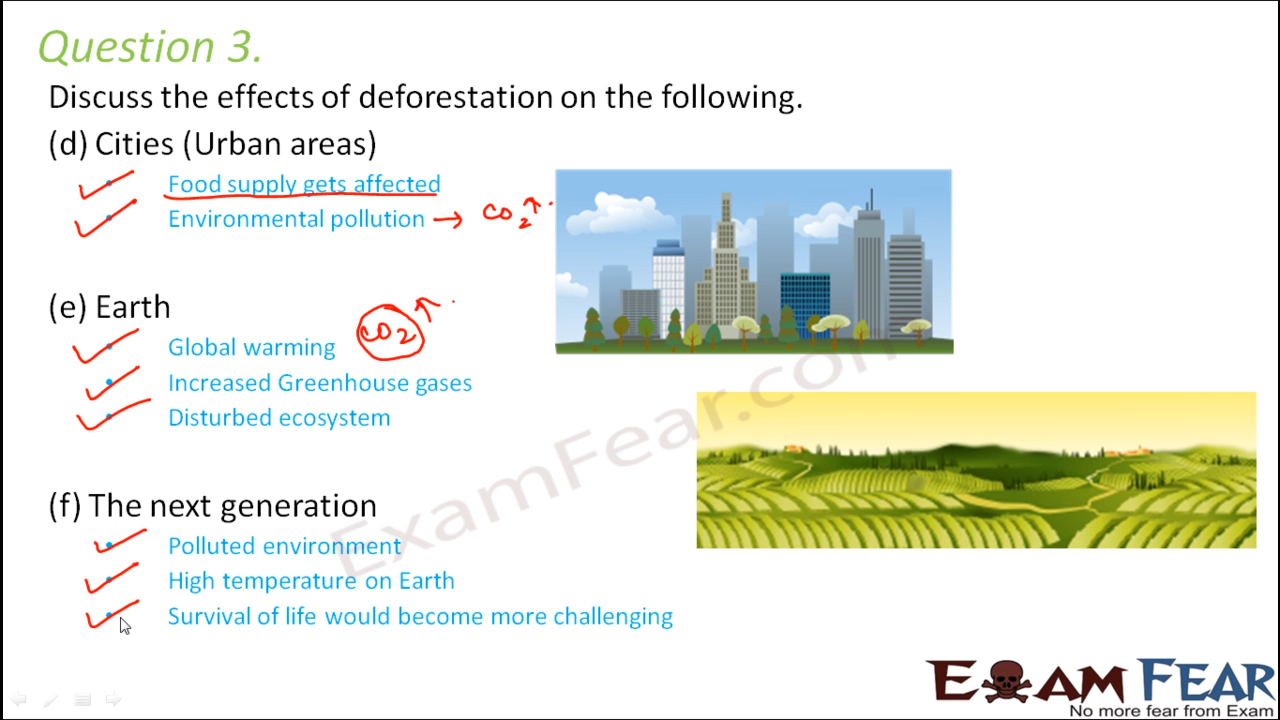 Question 3.
Discuss the effects of deforestation on the following.
(d) Cities (Urban areas)
• Food supply gets affected
• Environmental pollution → CO2↑
(e) Earth
• Global warming CO2↑
• Increased Greenhouse gases
• Disturbed ecosystem
(f) The next generation
• Polluted environment
• High temperature on Earth
• Survival of life would become more challenging
ExamFear.com
EXAM FEAR
No more fear from Exam